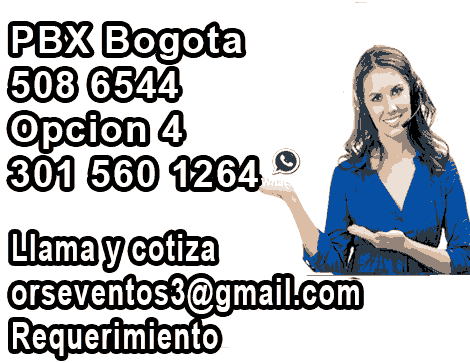 PBX Bogota
508 6544
Opcion 4
301 560 1264
Llama y cotiza
orseventos3@gmail.com
Requerimiento